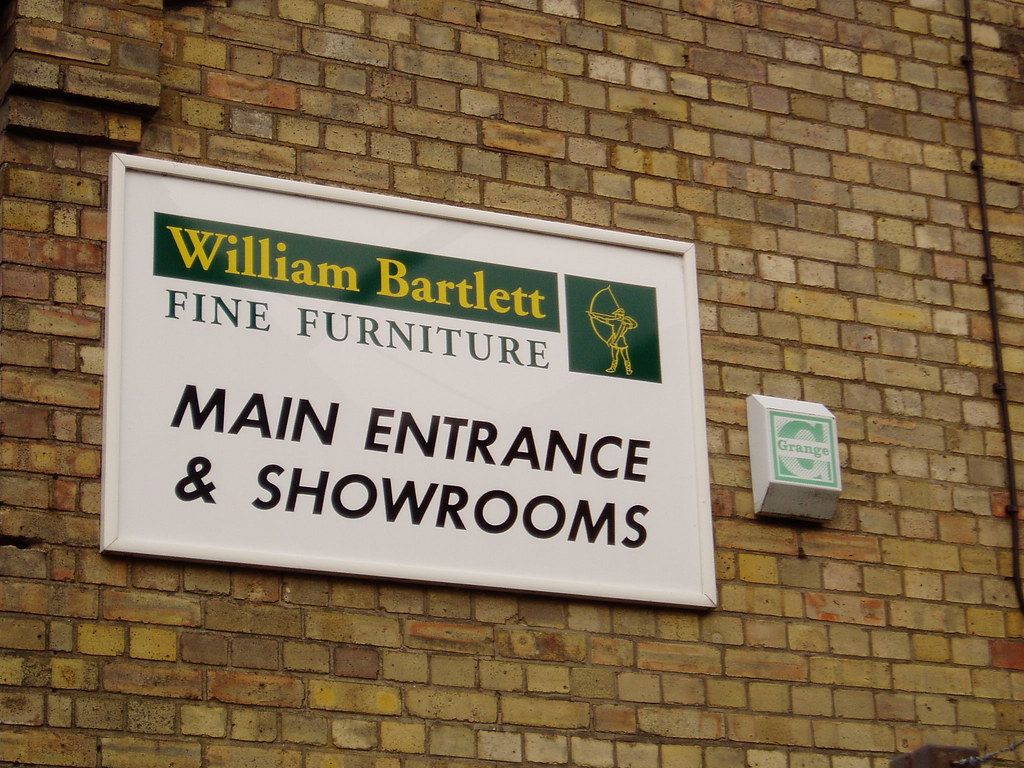 William Bartlett
FINE FURNITURE
MAIN ENTRANCE
& SHOWROOMS
G
Grange